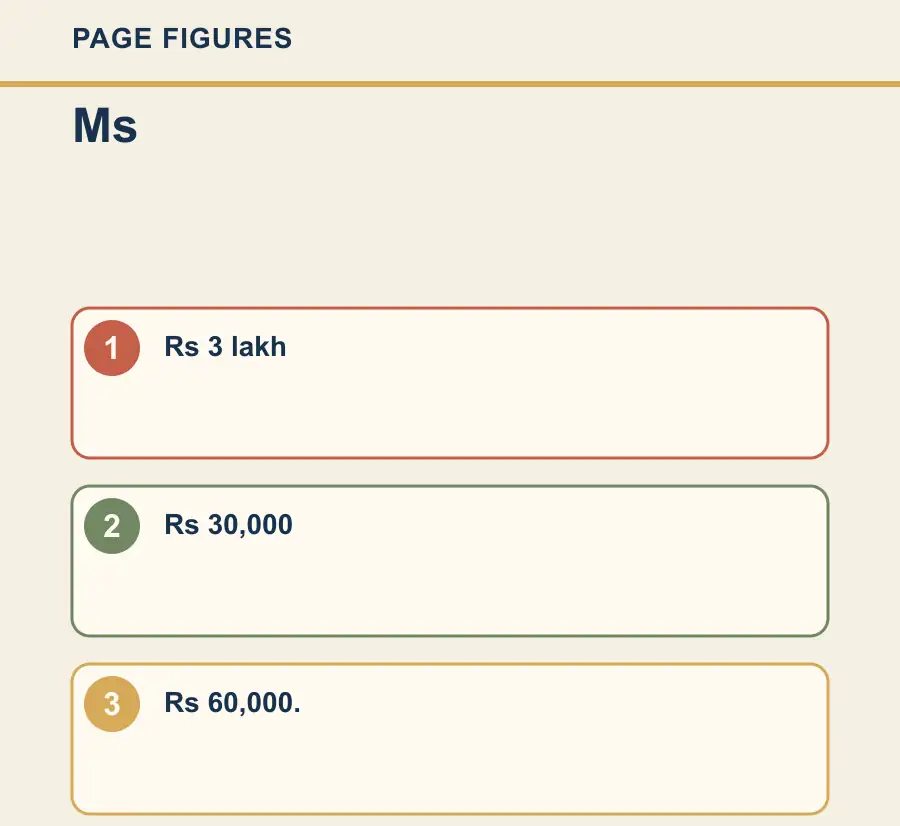 PAGE FIGURES
Ms
1 Rs 3 lakh
2 Rs 30,000
3 Rs 60,000.